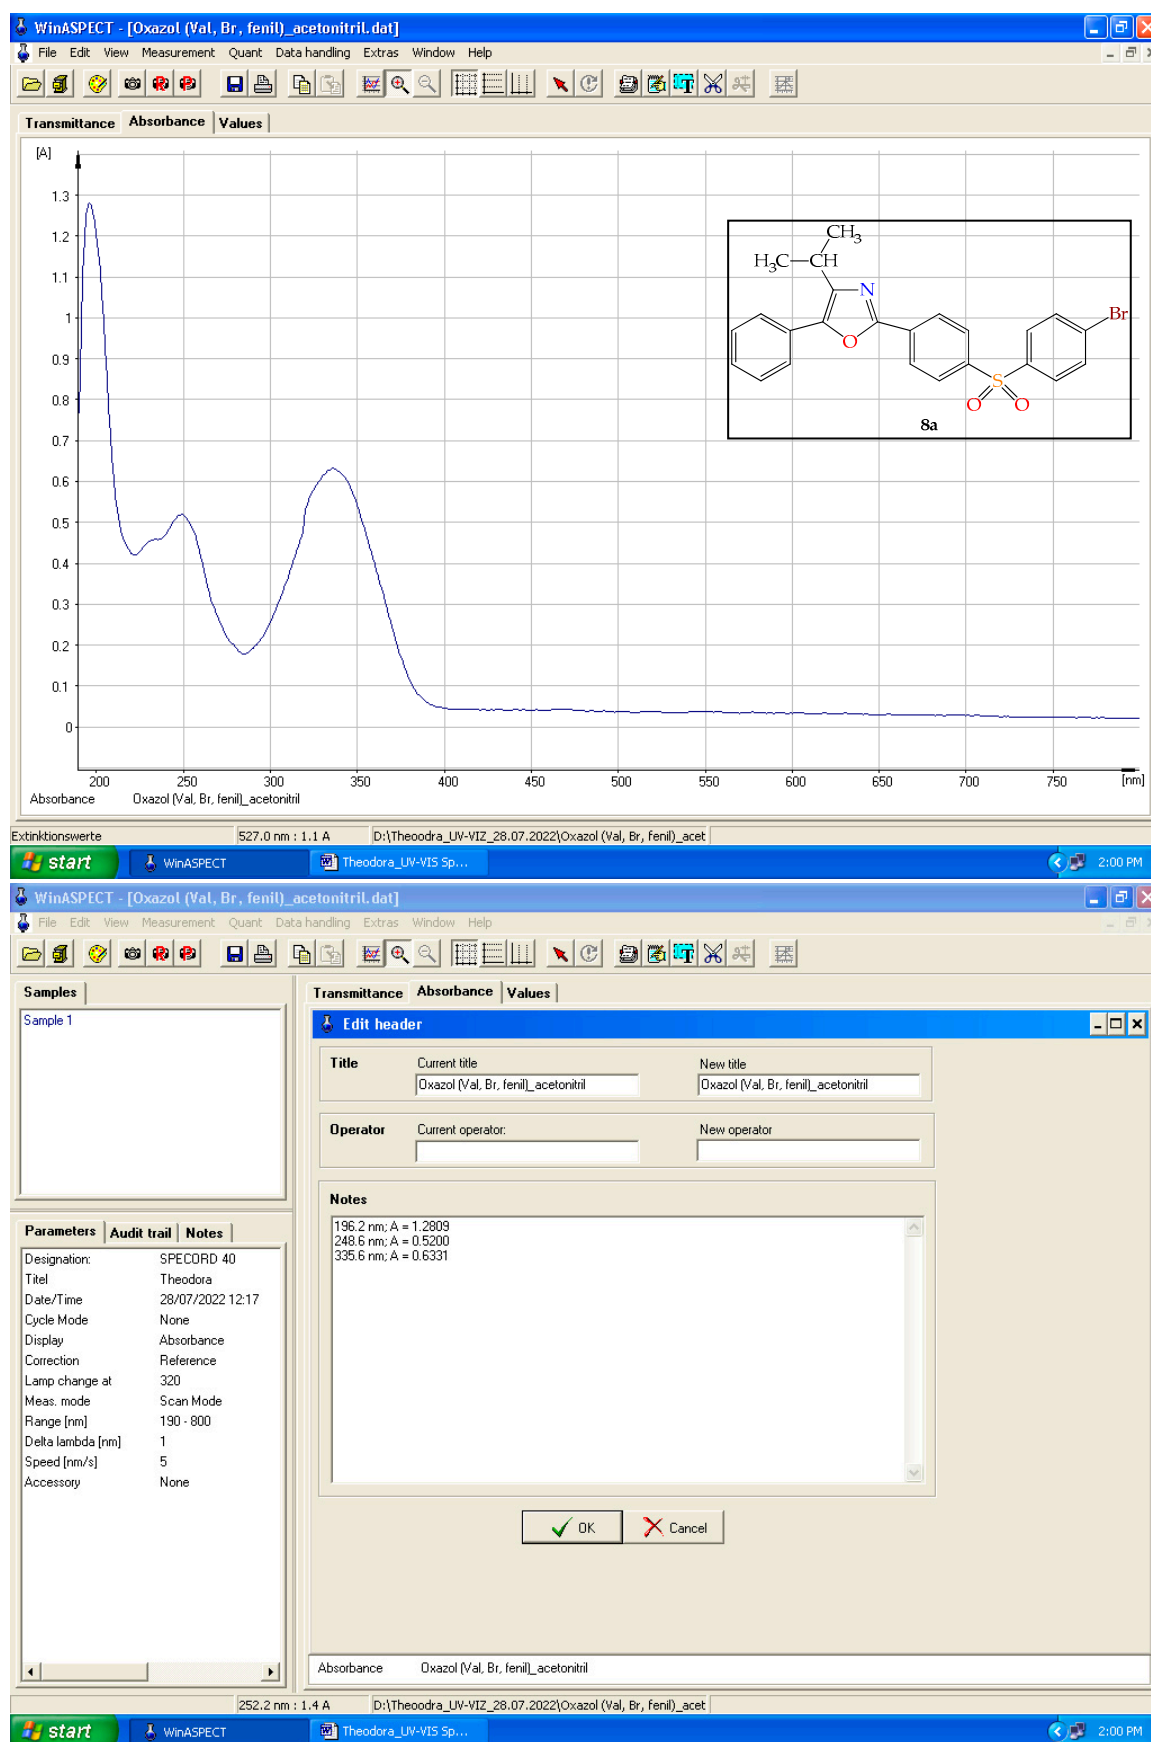 WinASPECT - [Oxazol (Val, Br, fenil)_acetonitril.dat]
File Edit View Measurement Quant Data handling Extras Window Help
Transmittance Absorbance Values
[A]
1.3
1.2
1.1
1
0.9
0.8
0.7
0.6
0.5
0.4
0.3
0.2
0.1
0
CH3
H3C CH
N
O
Br
S
O O
8a
200 250 300 350 400 450 500 550 600 650 700 750 [nm]
Absorbance Oxazol (Val, Br, fenil)_acetonitril
Extinktionswerte 527.0 nm : 1.1 A D:\Theoodra_UV-VIZ_28.07.2022\Oxazol (Val, Br, fenil)_acet
start WinASPECT Theodora_UV-VIS Sp... 2:00 PM
WinASPECT - [Oxazol (Val, Br, fenil)_acetonitril.dat]
File Edit View Measurement Quant Data handling Extras Window Help
Samples
Sample 1
Parameters Audit trail Notes
Designation: SPECORD 40
Titel Theodora
Date/Time 28/07/2022 12:17
Cycle Mode None
Display Absorbance
Correction Reference
Lamp change at 320
Meas. mode Scan Mode
Range [nm] 190 - 800
Delta lambda [nm] 1
Speed [nm/s] 5
Accessory None
Transmittance Absorbance Values
Edit header
Title Current title New title
Oxazol (Val, Br, fenil)_acetonitril Oxazol (Val, Br, fenil)_acetonitril
Operator Current operator: New operator
Notes
196.2 nm; A = 1.2809
248.6 nm; A = 0.5200
335.6 nm; A = 0.6331
OK Cancel
Absorbance Oxazol (Val, Br, fenil)_acetonitril
252.2 nm : 1.4 A D:\Theoodra_UV-VIZ_28.07.2022\Oxazol (Val, Br, fenil)_acet
start WinASPECT Theodora_UV-VIS Sp... 2:00 PM